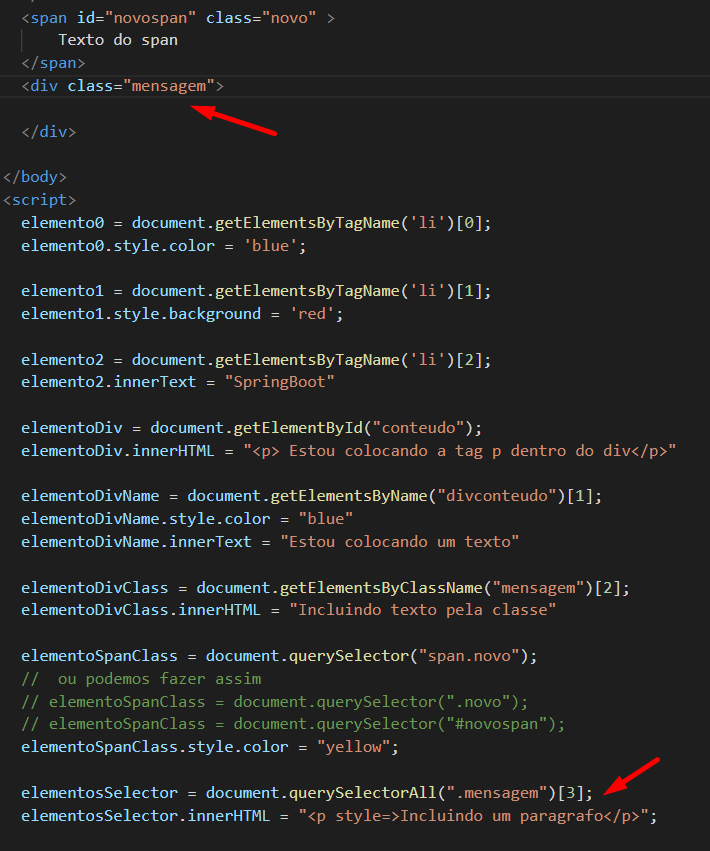 <span id="novospan" class="novo" >
Texto do span
</span>
<div class="mensagem">
</div>
</body>
<script>
elemento0 = document.getElementsByTagName('li')[0];
elemento0.style.color = 'blue';
elemento1 = document.getElementsByTagName('li')[1];
elemento1.style.background = 'red';
elemento2 = document.getElementsByTagName('li')[2];
elemento2.innerText = "SpringBoot"
elementoDiv = document.getElementById("conteudo");
elementoDiv.innerHTML = "<p> Estou colocando a tag p dentro do div</p>"
elementoDivName = document.getElementsByName("divconteudo")[1];
elementoDivName.style.color = "blue"
elementoDivName.innerText = "Estou colocando um texto"
elementoDivClass = document.getElementsByClassName("mensagem")[2];
elementoDivClass.innerHTML = "Incluindo texto pela classe"
elementoSpanClass = document.querySelector("span.novo");
// ou podemos fazer assim
// elementoSpanClass = document.querySelector(".novo");
// elementoSpanClass = document.querySelector("#novospan");
elementoSpanClass.style.color = "yellow";
elementosSelector = document.querySelectorAll(".mensagem")[3];
elementosSelector.innerHTML = "<p style=>Incluindo um paragrafo</p>";